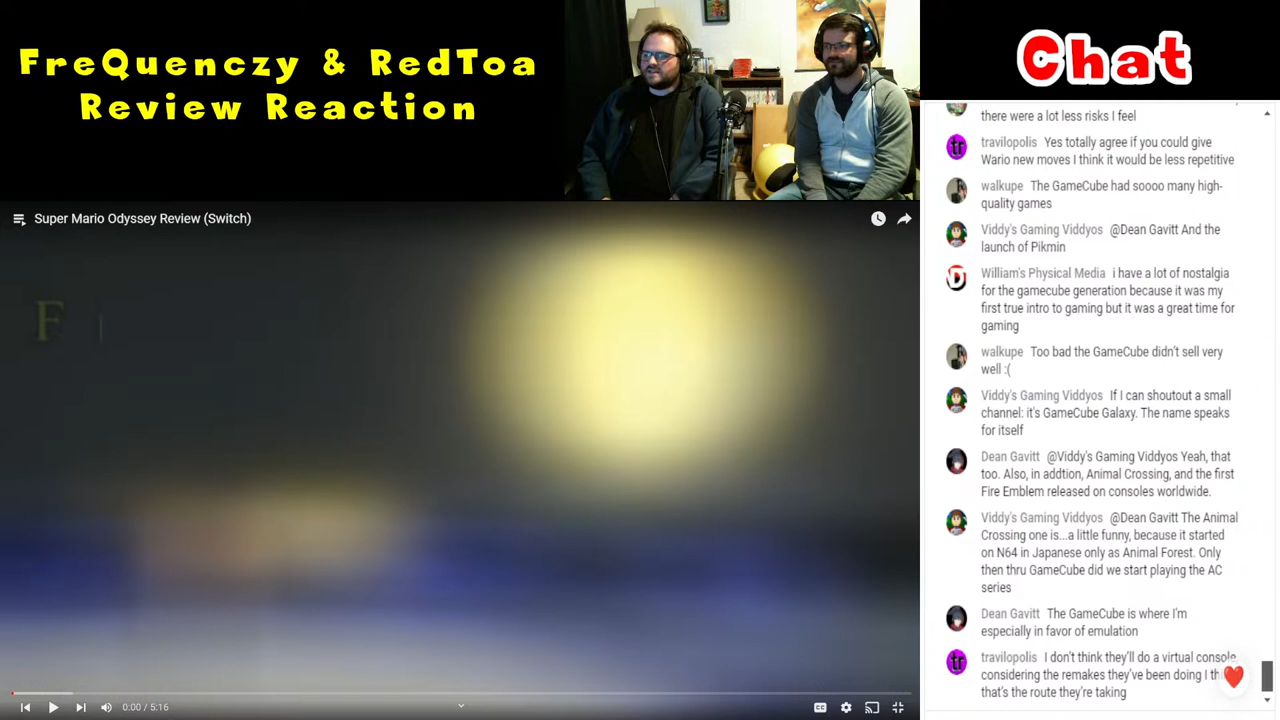 FreQuenczy & RedToa
Review Reaction
Chat
Super Mario Odyssey Review (Switch)
F
0:00 / 5:16
there were a lot less risks I feel
tr
travilopolis Yes totally agree if you could give
Wario new moves I think it would be less repetitive
walkupe The GameCube had soooo many high-
quality games
Viddy's Gaming Viddyos @Dean Gavitt And the
launch of Pikmin
William's Physical Media i have a lot of nostalgia
for the gamecube generation because it was my
first true intro to gaming but it was a great time for
gaming
walkupe Too bad the GameCube didn't sell very
well :(
Viddy's Gaming Viddyos If I can shoutout a small
channel: it's GameCube Galaxy. The name speaks
for itself
Dean Gavitt @Viddy's Gaming Viddyos Yeah, that
too. Also, in addtion, Animal Crossing, and the first
Fire Emblem released on consoles worldwide.
Viddy's Gaming Viddyos @Dean Gavitt The Animal
Crossing one is...a little funny, because it started
on N64 in Japanese only as Animal Forest. Only
then thru GameCube did we start playing the AC
series
Dean Gavitt The GameCube is where I'm
especially in favor of emulation
tr
travilopolis I don't think they'll do a virtual console
considering the remakes they've been doing I
that's the route they're taking